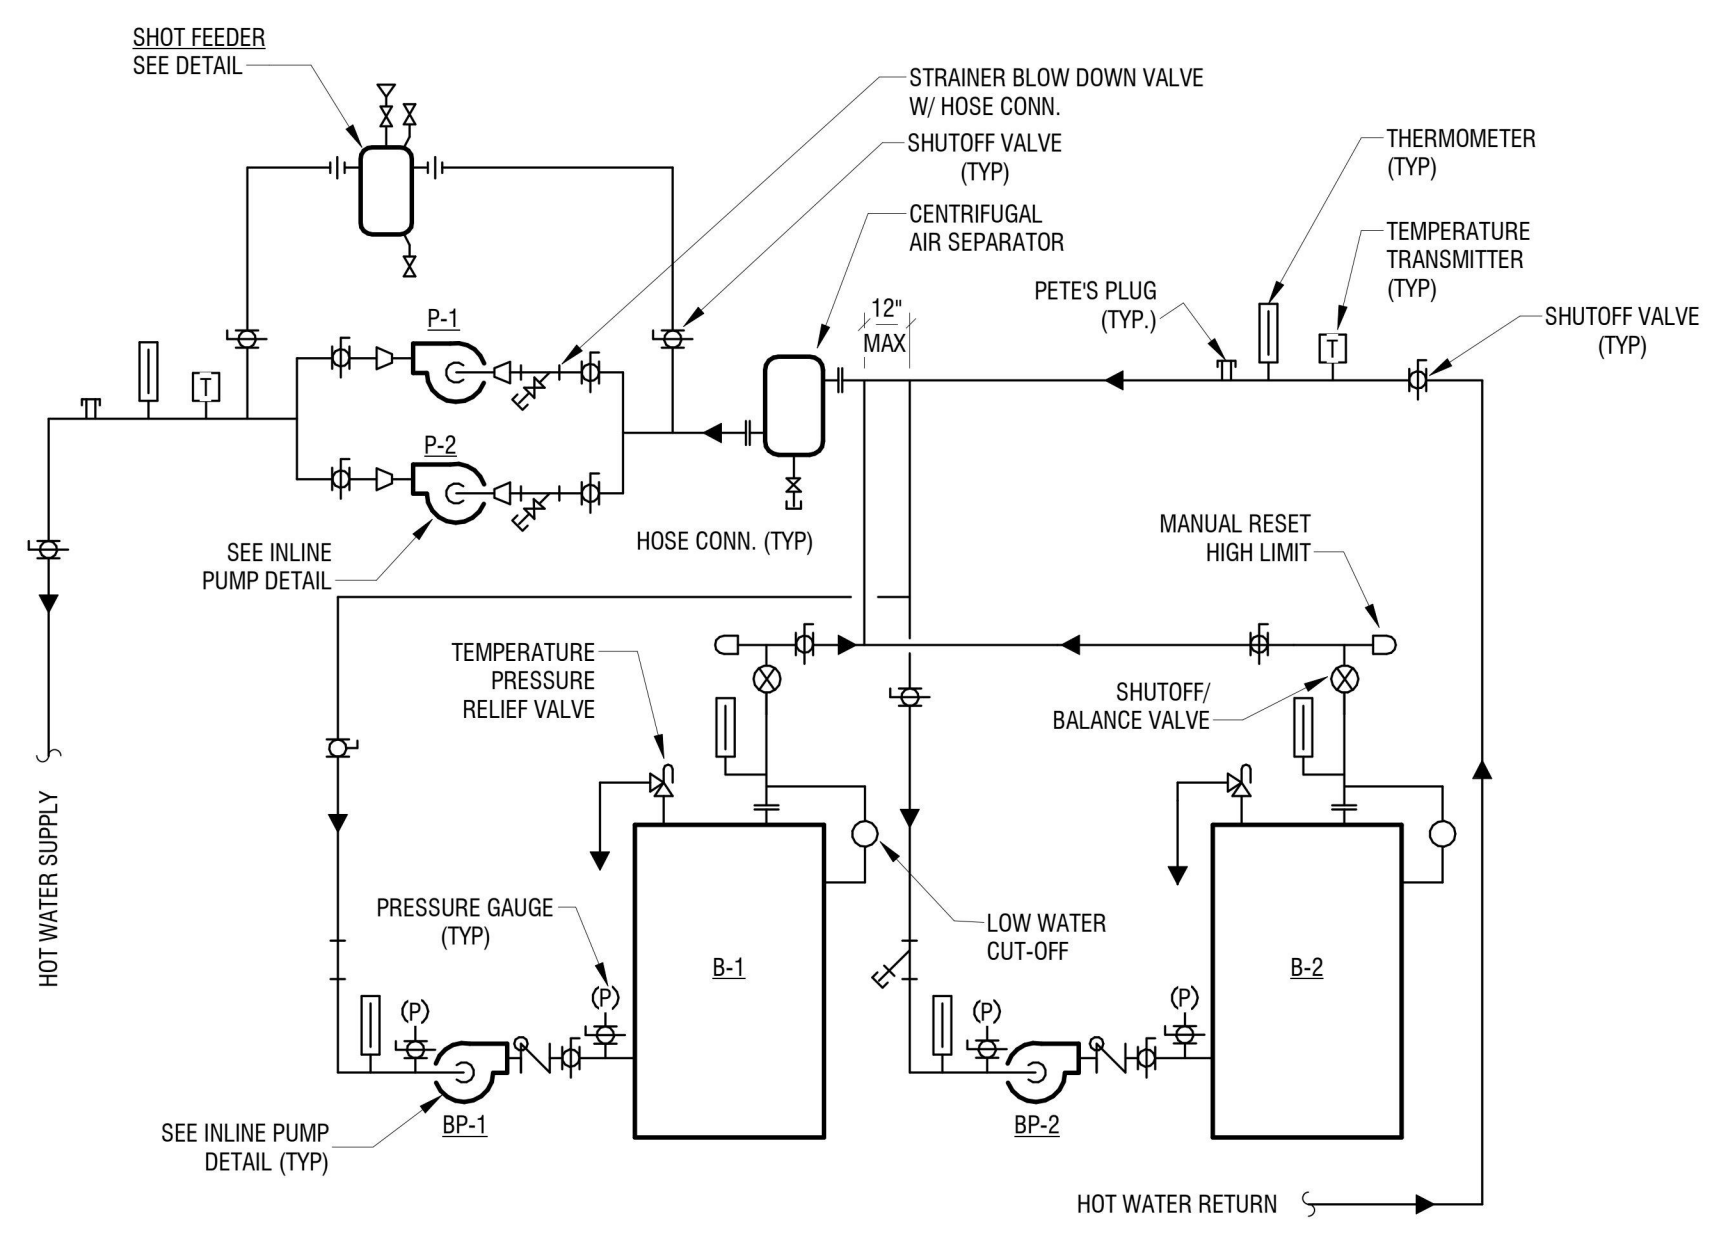 SHOT FEEDER
SEE DETAIL
STRAINER BLOW DOWN VALVE
W/ HOSE CONN.
SHUTOFF VALVE
(TYP)
CENTRIFUGAL
AIR SEPARATOR
THERMOMETER
(TYP)
TEMPERATURE
TRANSMITTER
(TYP)
PETE'S PLUG
(TYP.)
SHUTOFF VALVE
(TYP)
12"
MAX
P-1
T
T
P-2
SEE INLINE
PUMP DETAIL
HOSE CONN. (TYP)
MANUAL RESET
HIGH LIMIT
TEMPERATURE
PRESSURE
RELIEF VALVE
SHUTOFF/
BALANCE VALVE
HOT WATER SUPPLY
PRESSURE GAUGE
(TYP)
LOW WATER
CUT-OFF
B-1
B-2
(P)
(P)
(P)
(P)
BP-1
BP-2
SEE INLINE PUMP
DETAIL (TYP)
HOT WATER RETURN